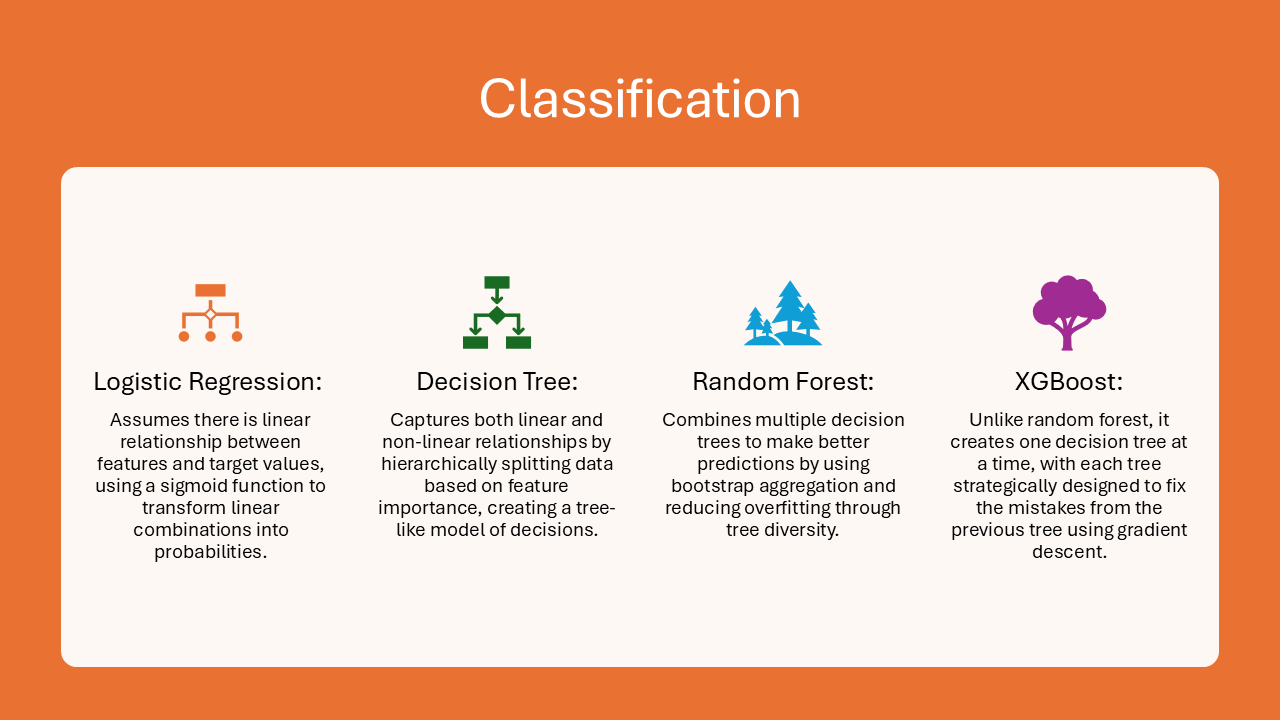 Classification
Logistic Regression:
Assumes there is linear
relationship between
features and target values,
using a sigmoid function to
transform linear
combinations into
probabilities.
Decision Tree:
Captures both linear and
non-linear relationships by
hierarchically splitting data
based on feature
importance, creating a tree-
like model of decisions.
Random Forest:
Combines multiple decision
trees to make better
predictions by using
bootstrap aggregation and
reducing overfitting through
tree diversity.
XGBoost:
Unlike random forest, it
creates one decision tree at
a time, with each tree
strategically designed to fix
the mistakes from the
previous tree using gradient
descent.